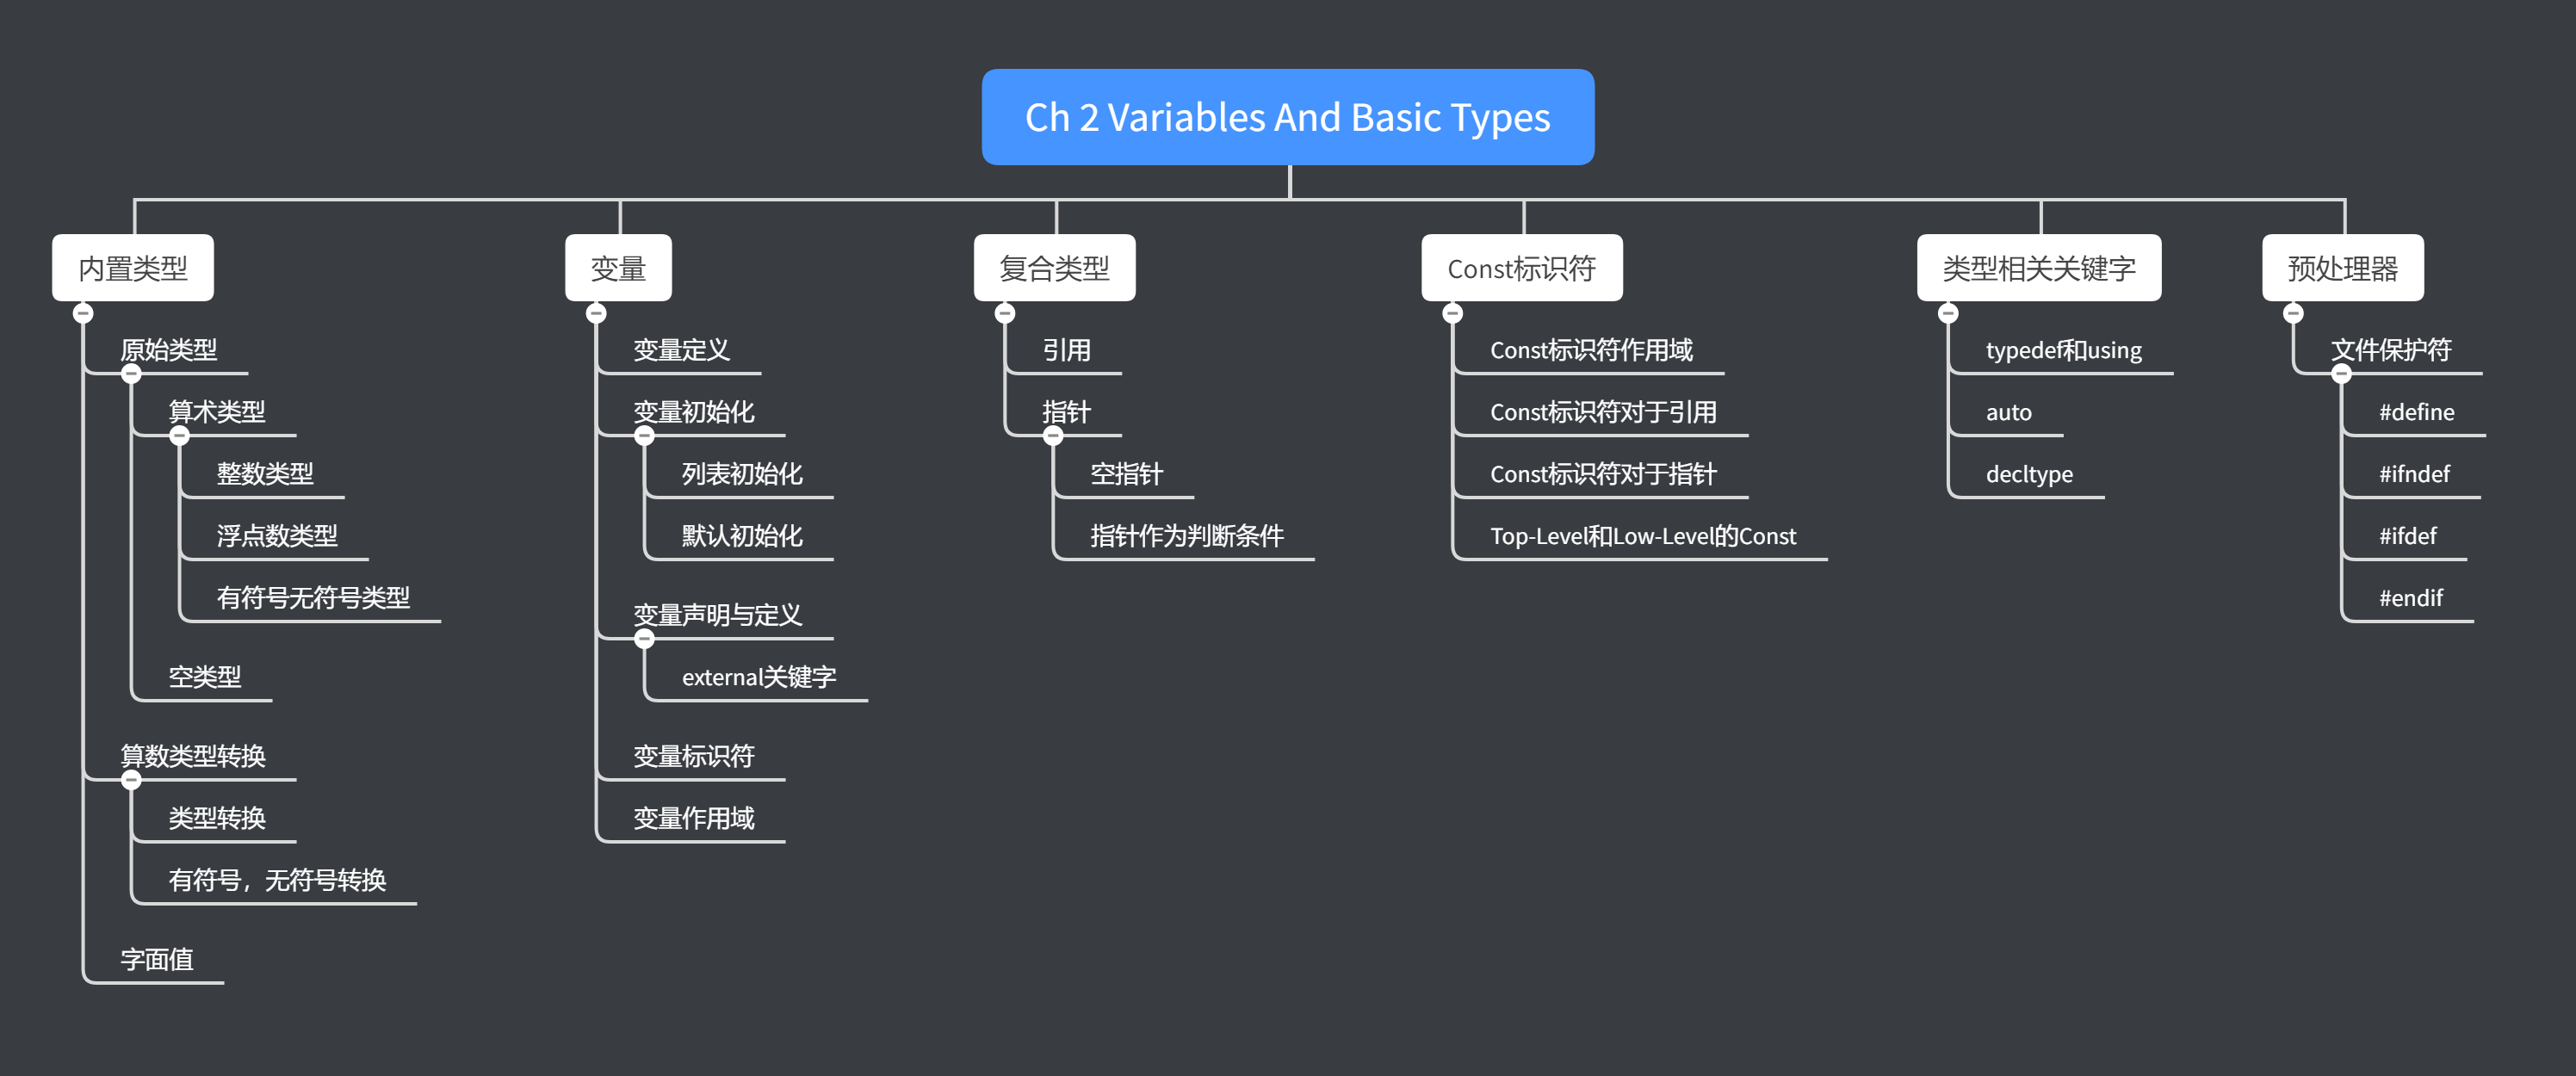 Ch 2 Variables And Basic Types
内置类型
原始类型
算术类型
整数类型
浮点数类型
有符号无符号类型
空类型
算数类型转换
类型转换
有符号，无符号转换
字面值
变量
变量定义
变量初始化
列表初始化
默认初始化
变量声明与定义
external关键字
变量标识符
变量作用域
复合类型
引用
指针
空指针
指针作为判断条件
Const标识符
Const标识符作用域
Const标识符对于引用
Const标识符对于指针
Top-Level和Low-Level的Const
类型相关关键字
typedef和using
auto
decltype
预处理器
文件保护符
#define
#ifndef
#ifdef
#endif